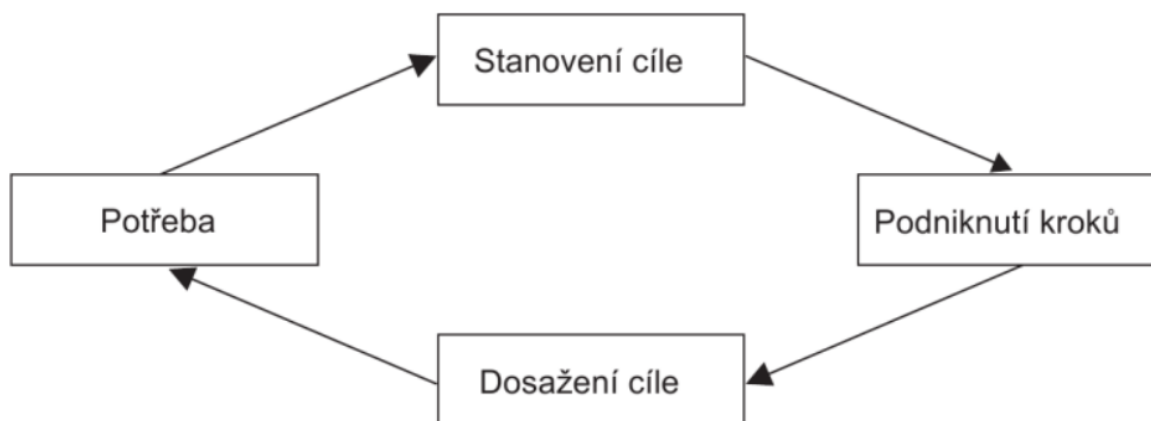 Stanovení cíle
Potřeba
Podniknutí kroků
Dosažení cíle